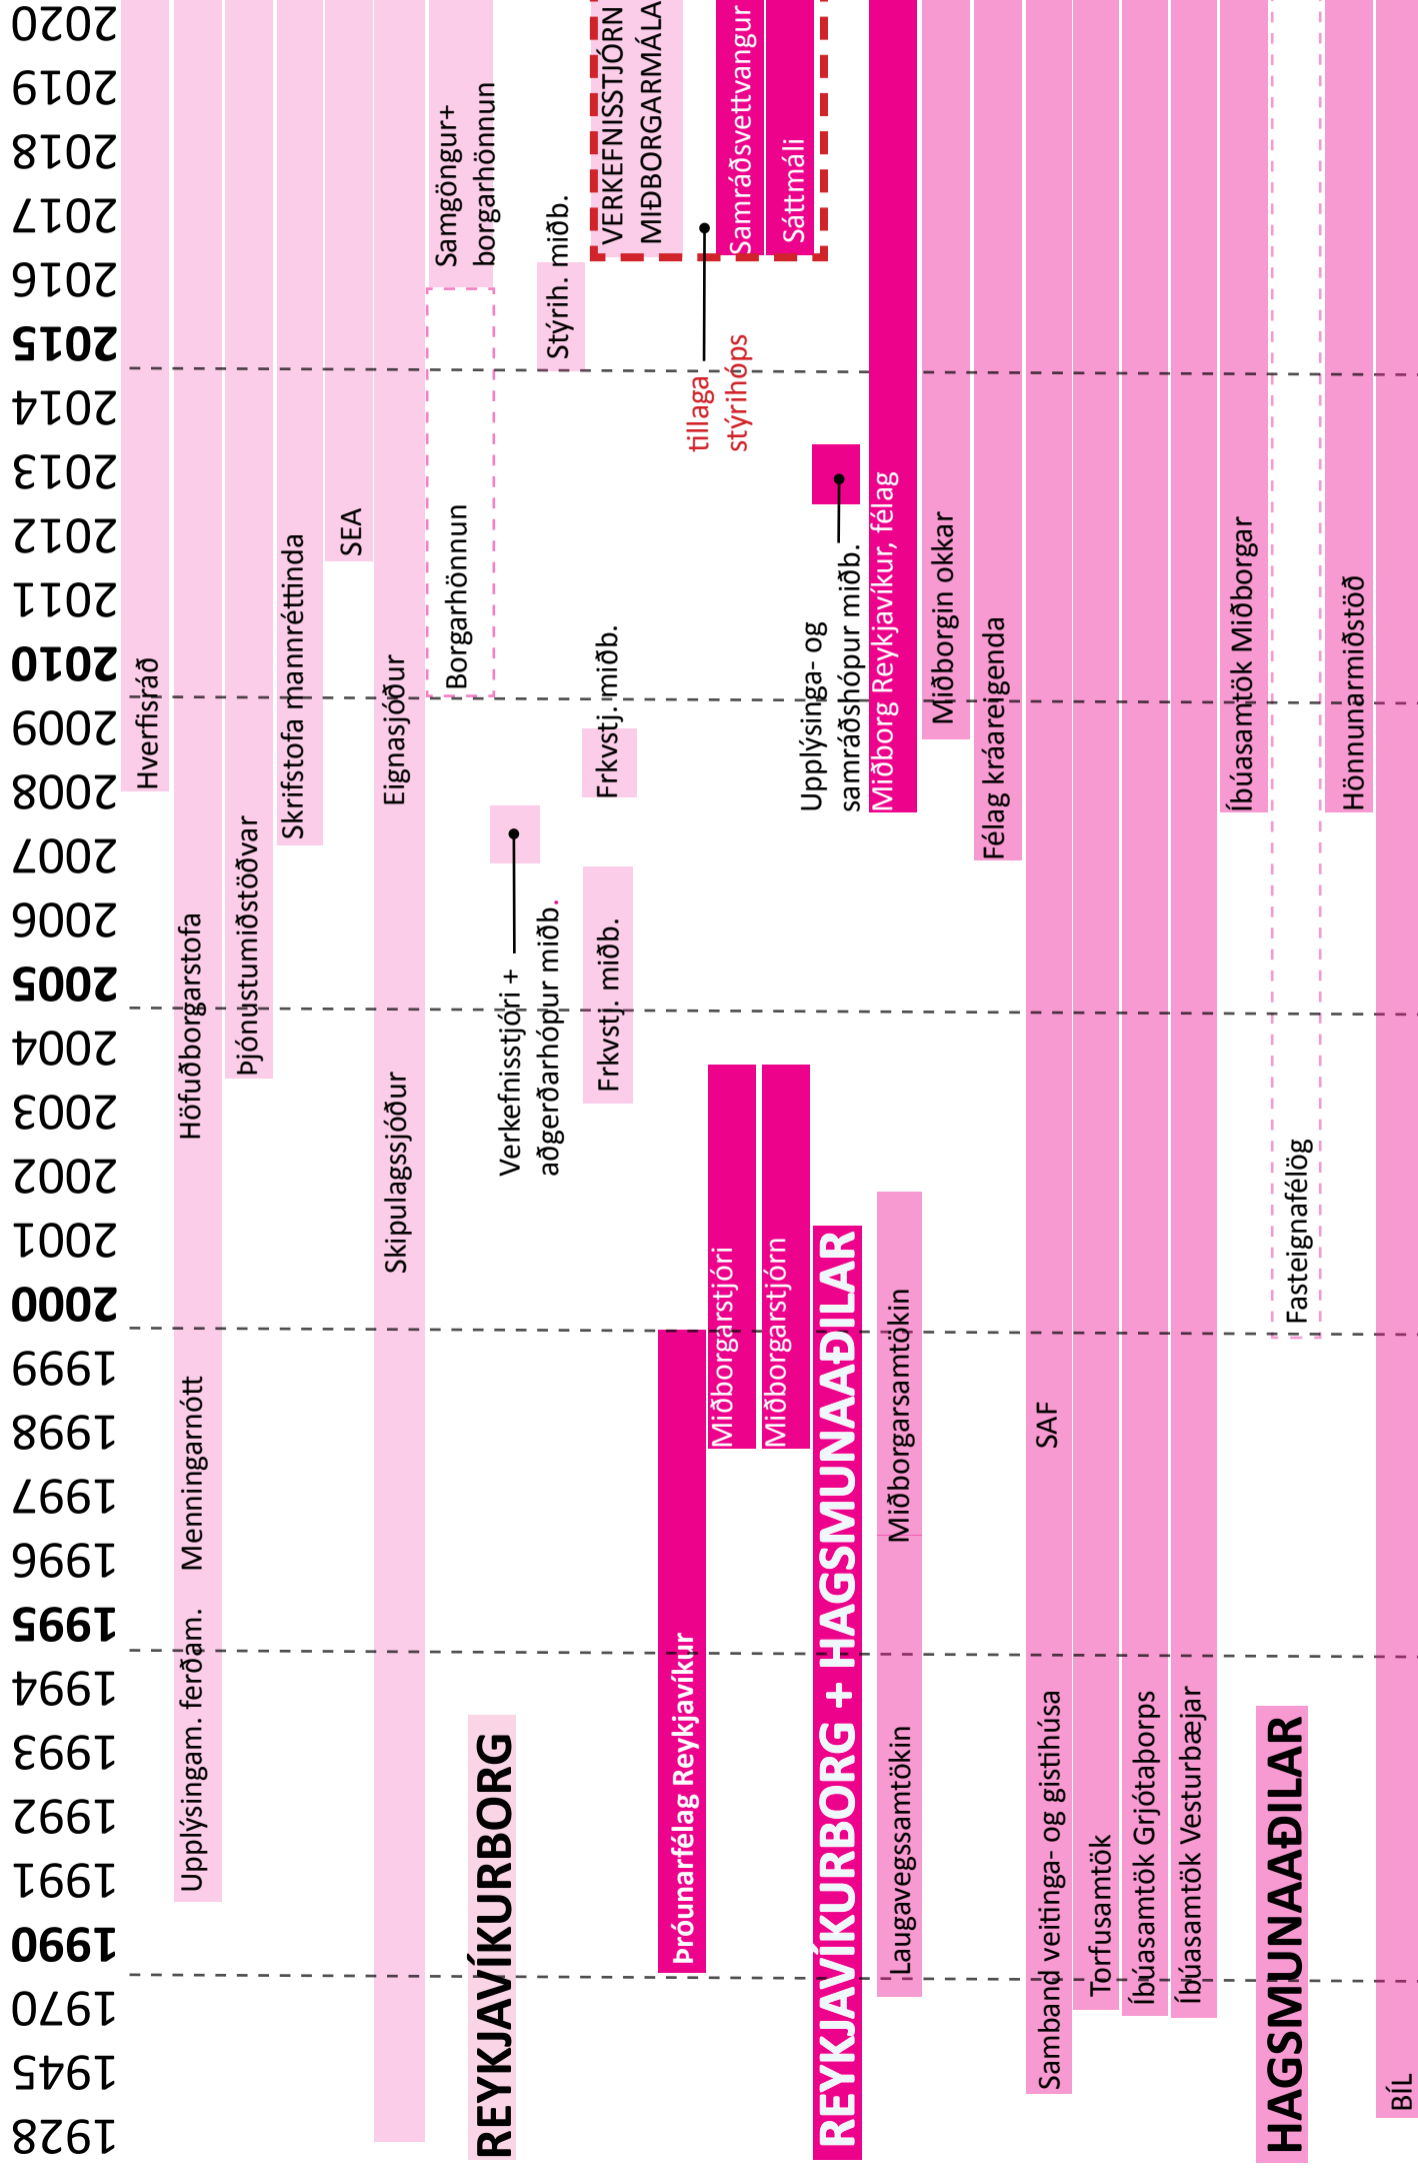 2020
2019
2018
2017
2016
2015
2014
2013
2012
2011
2010
2009
2008
2007
2006
2005
2004
2003
2002
2001
2000
1999
1998
1997
1996
1995
1994
1993
1992
1991
1990
1970
1945
1928
Hverfisráð
Upplýsingam. ferðam.
Menningarnótt
Höfuðborgarstofa
Þjónustumiðstöðvar
Skrifstofa mannréttinda
SEA
Skipulagssjóður
Eignasjóður
Borgarhönnun
Samgöngur+
borgarhönnun
REYKJAVÍKURBORG
Verkefnisstjóri +
aðgerðarhópur miðb.
Stýrih. miðb.
Frkvstj. miðb.
Frkvstj. miðb.
VERKEFNISSTJÓRN
MIÐBORGARMÁLA
Þróunarfélag Reykjavíkur
tillaga
stýrihóps
Miðborgarstjóri
Samráðsvettvangur
Miðborgarstjórn
Sáttmáli
REYKJAVÍKURBORG + HAGSMUNAAÐILAR
Upplýsinga- og
samráðshópur miðb.
Miðborg Reykjavíkur, félag
Laugavegssamtökin
Miðborgarsamtökin
Miðborgin okkar
Félag kráareigenda
Samband veitinga- og gistihúsa
SAF
Torfusamtök
Íbúasamtök Grjótaþorps
Íbúasamtök Vesturbæjar
Íbúasamtök Miðborgar
HAGSMUNAAÐILAR
Fasteignafélög
Hönnunarmiðstöð
BÍL